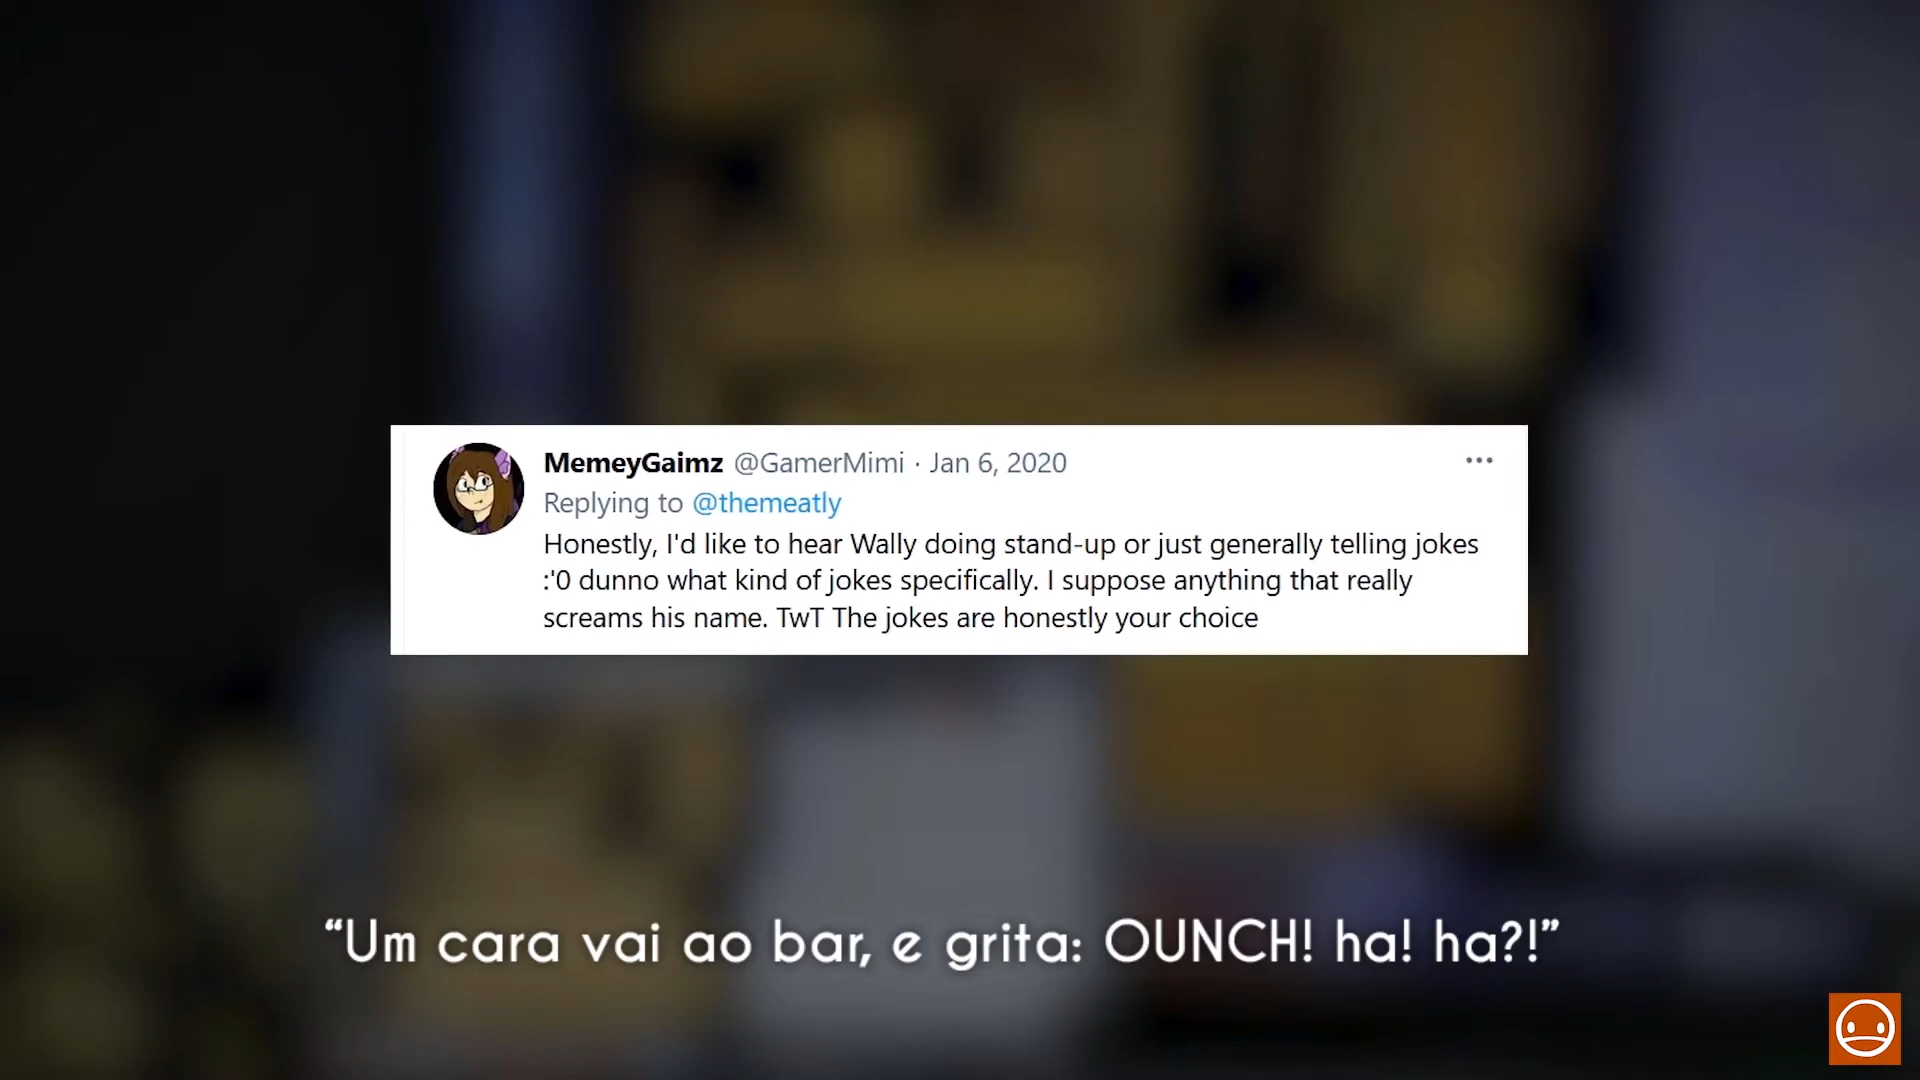 MemeyGaimz @GamerMimi · Jan 6, 2020
Replying to @themeatly
Honestly, I'd like to hear Wally doing stand-up or just generally telling jokes
:'0 dunno what kind of jokes specifically. I suppose anything that really
screams his name. TwT The jokes are honestly your choice
“Um cara vai ao bar, e grita: OUNCH! ha! ha?!”